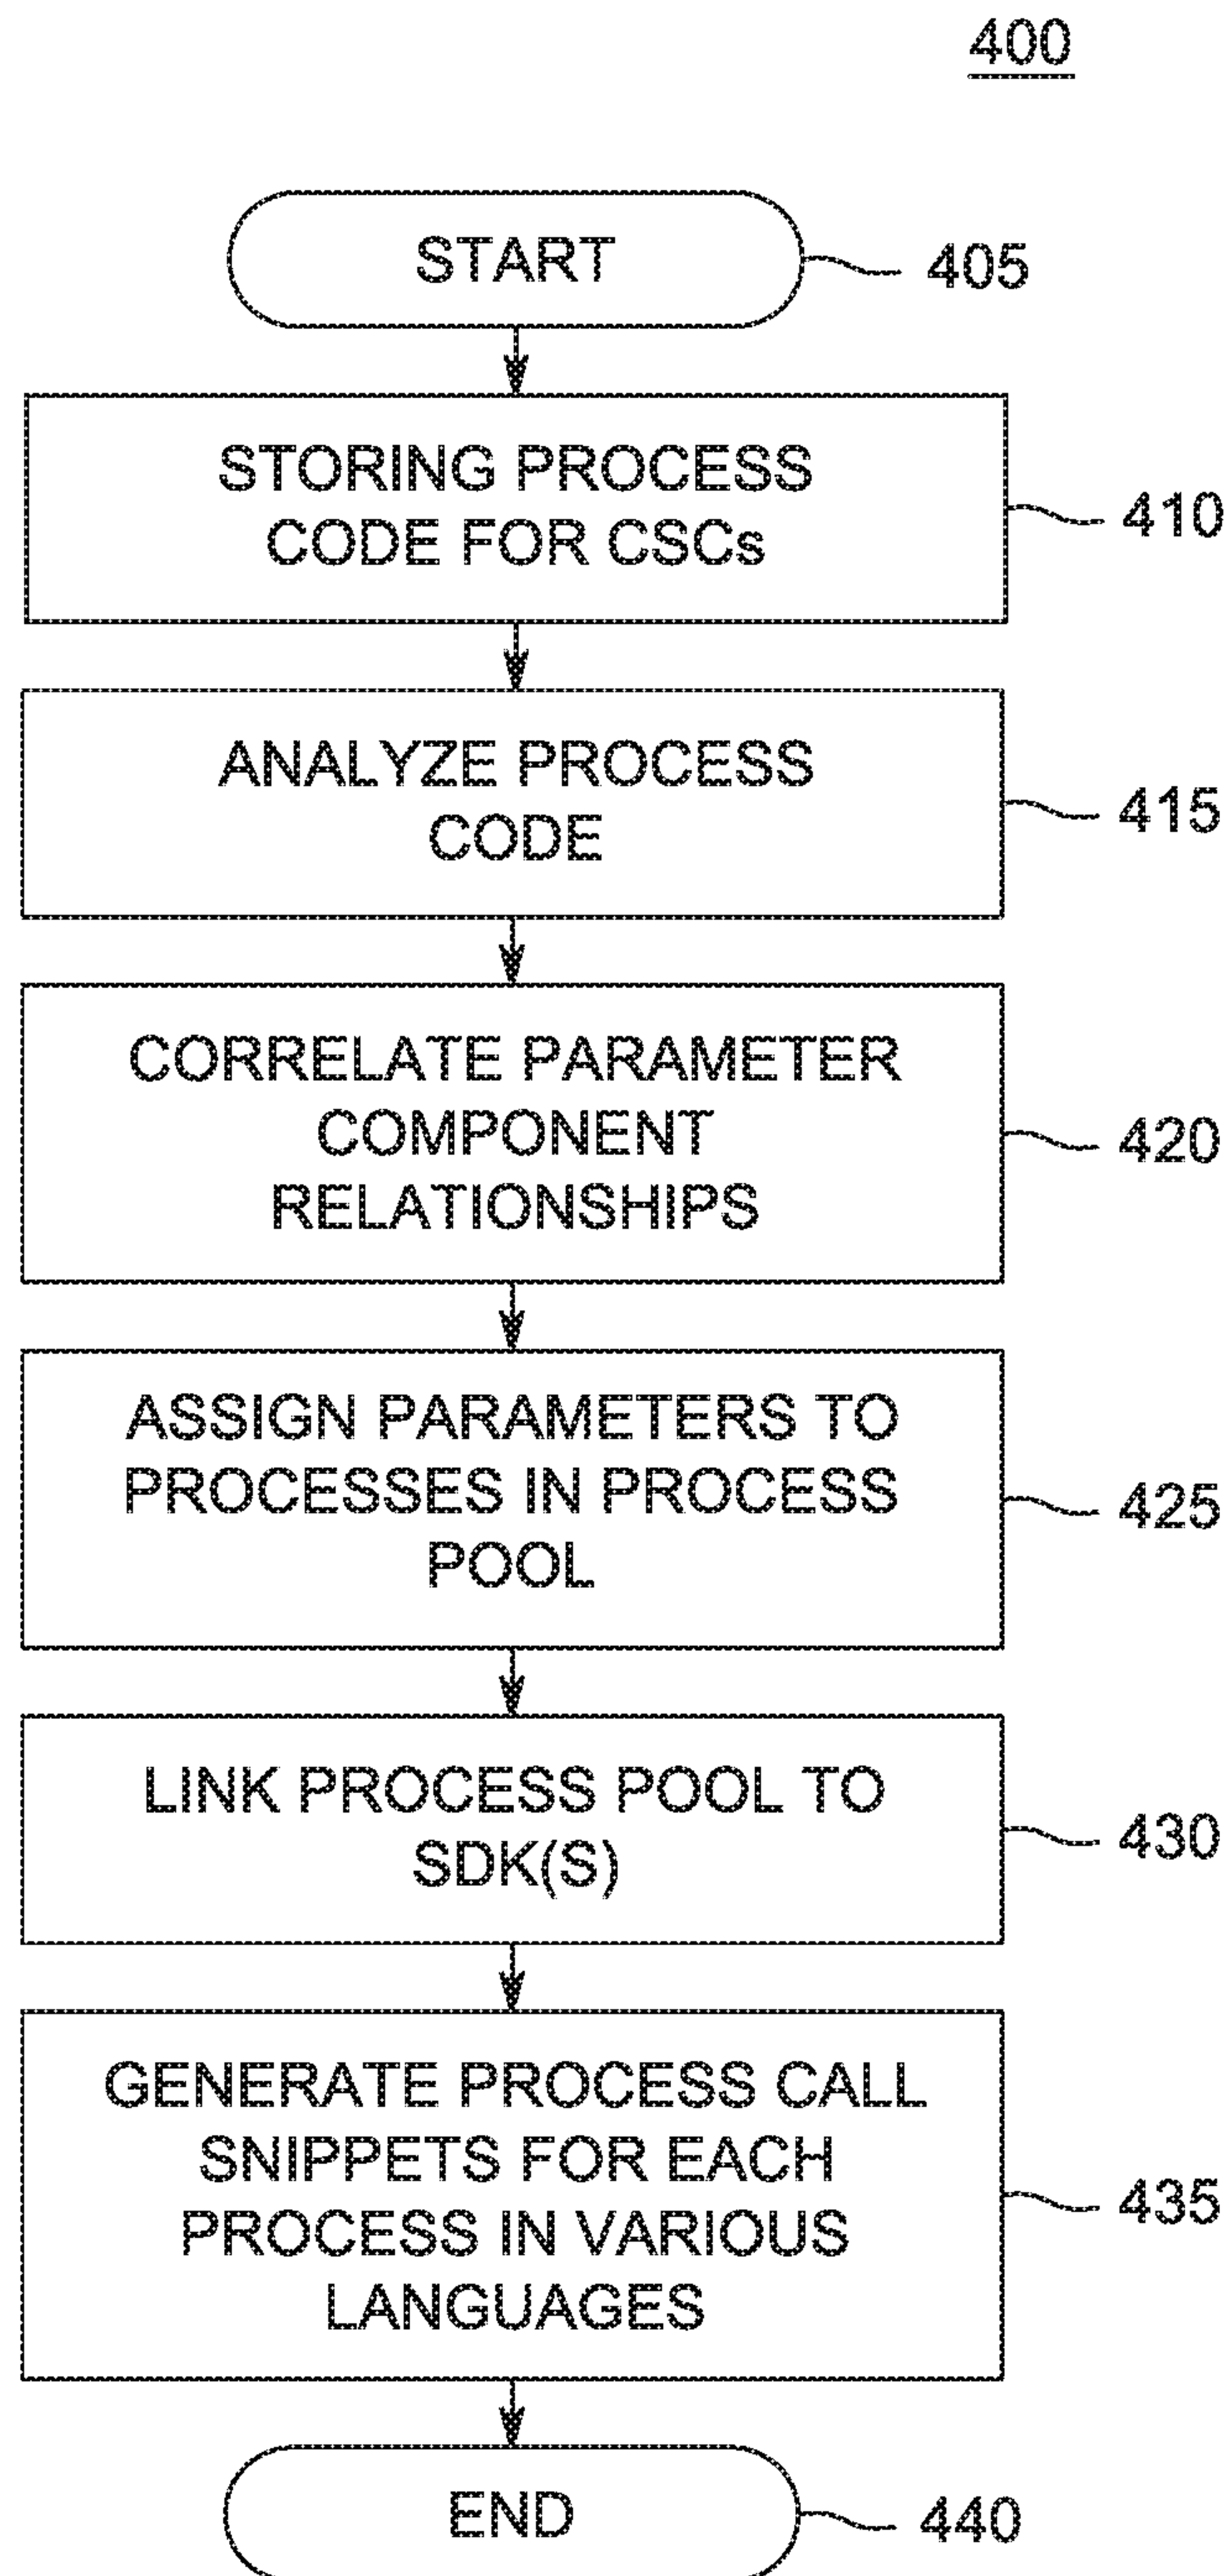 400
START
405
STORING PROCESS
CODE FOR CSCs
410
ANALYZE PROCESS
CODE
415
CORRELATE PARAMETER
COMPONENT
RELATIONSHIPS
420
ASSIGN PARAMETERS TO
PROCESSES IN PROCESS
POOL
425
LINK PROCESS POOL TO
SDK(S)
430
GENERATE PROCESS CALL
SNIPPETS FOR EACH
PROCESS IN VARIOUS
LANGUAGES
435
END
440